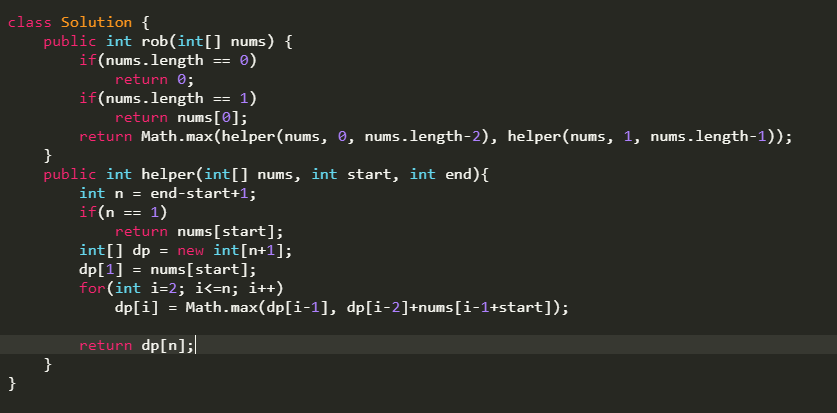 class Solution {
    public int rob(int[] nums) {
        if(nums.length == 0)
            return 0;
        if(nums.length == 1)
            return nums[0];
        return Math.max(helper(nums, 0, nums.length-2), helper(nums, 1, nums.length-1));
    }
    public int helper(int[] nums, int start, int end){
        int n = end-start+1;
        if(n == 1)
            return nums[start];
        int[] dp = new int[n+1];
        dp[1] = nums[start];
        for(int i=2; i<=n; i++)
            dp[i] = Math.max(dp[i-1], dp[i-2]+nums[i-1+start]);
        return dp[n];
    }
}